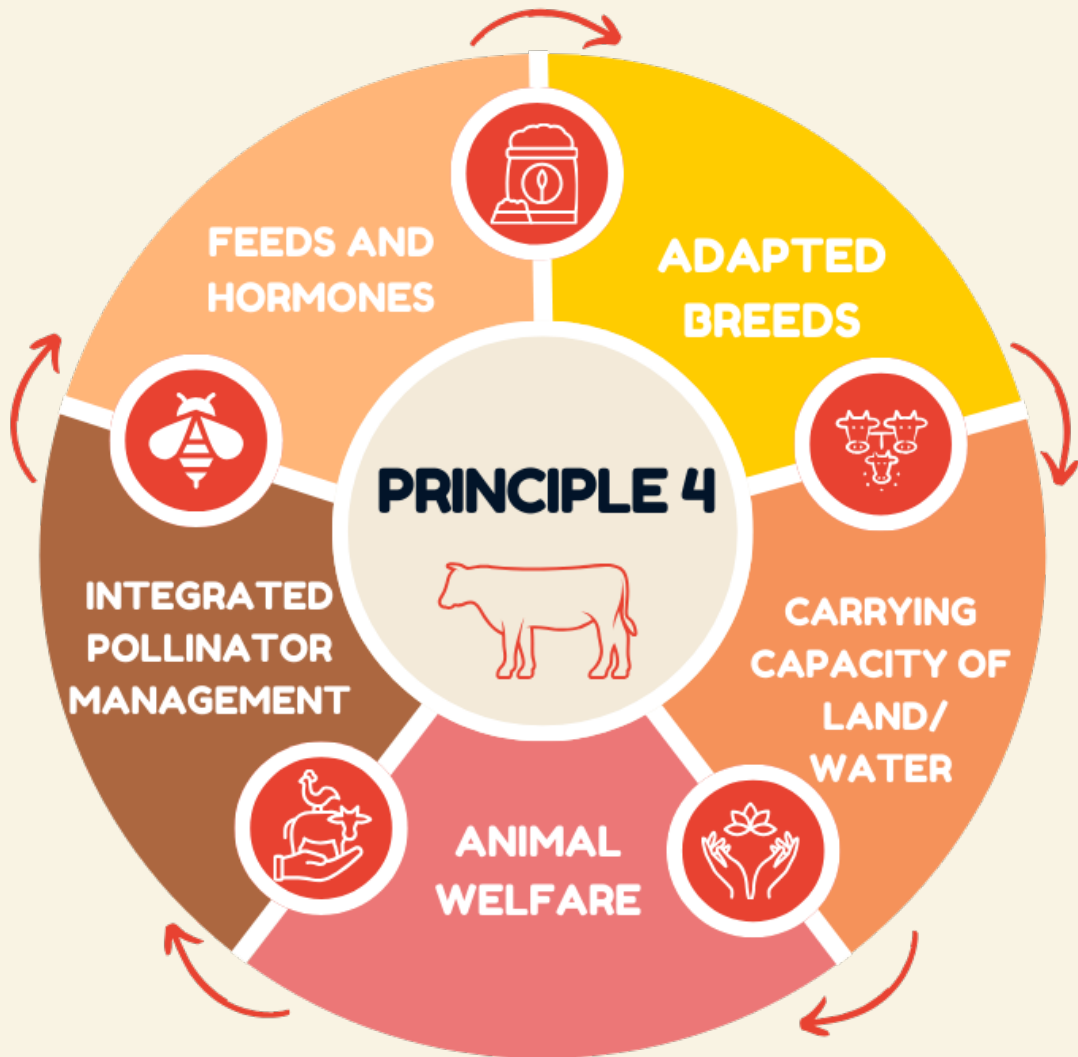 FEEDS AND
HORMONES
ADAPTED
BREEDS
PRINCIPLE 4
INTEGRATED
POLLINATOR
MANAGEMENT
CARRYING
CAPACITY OF
LAND/
WATER
ANIMAL
WELFARE